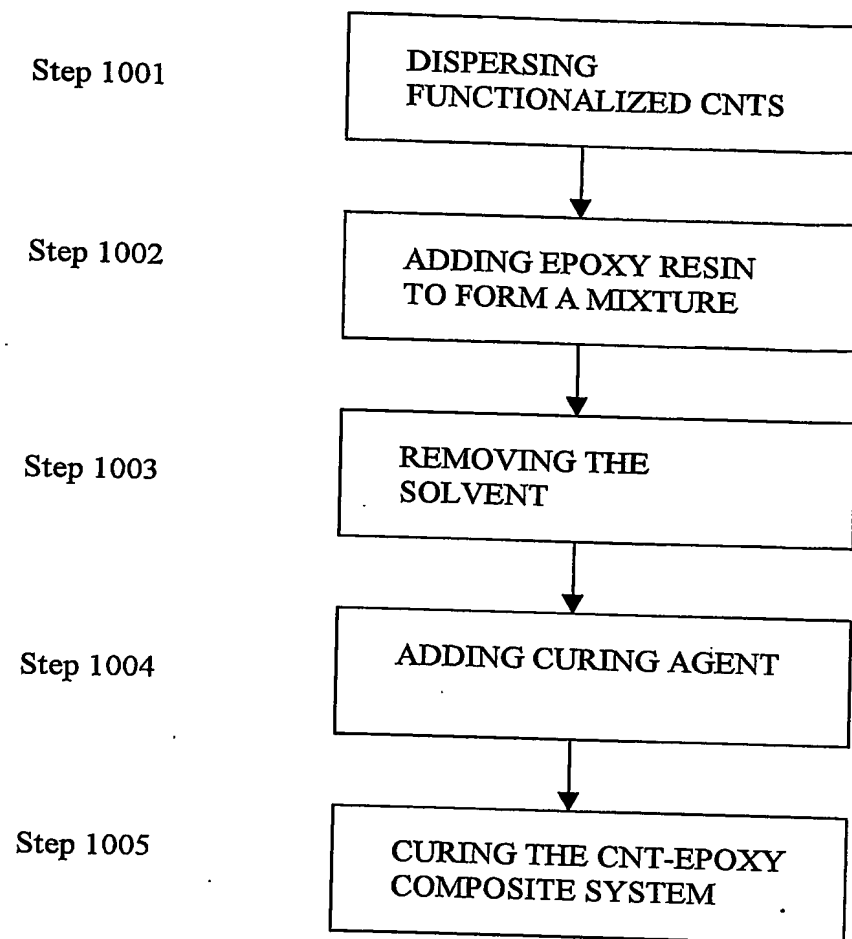 Step 1001
DISPERSING
FUNCTIONALIZED CNTS
Step 1002
ADDING EPOXY RESIN
TO FORM A MIXTURE
Step 1003
REMOVING THE
SOLVENT
Step 1004
ADDING CURING AGENT
Step 1005
CURING THE CNT-EPOXY
COMPOSITE SYSTEM